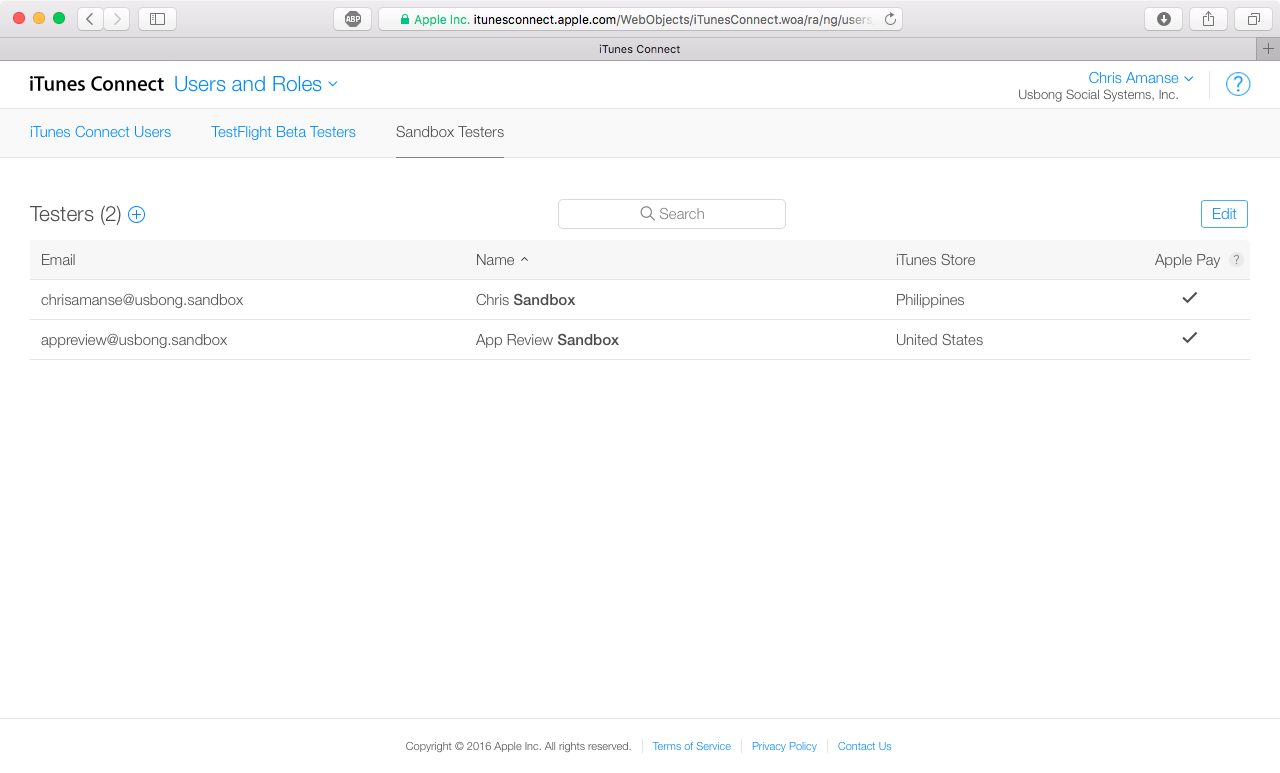 ABP
Apple Inc. itunesconnect.apple.com/WebObjects/iTunesConnect.woa/ra/ng/users
iTunes Connect
iTunes Connect Users and Roles
Chris Amanse
Usbong Social Systems, Inc.
?
iTunes Connect Users TestFlight Beta Testers Sandbox Testers
Testers (2)
Search
Edit
Email Name iTunes Store Apple Pay ?
chrisamanse@usbong.sandbox Chris Sandbox Philippines
appreview@usbong.sandbox App Review Sandbox United States
Copyright © 2016 Apple Inc. All rights reserved. Terms of Service Privacy Policy Contact Us